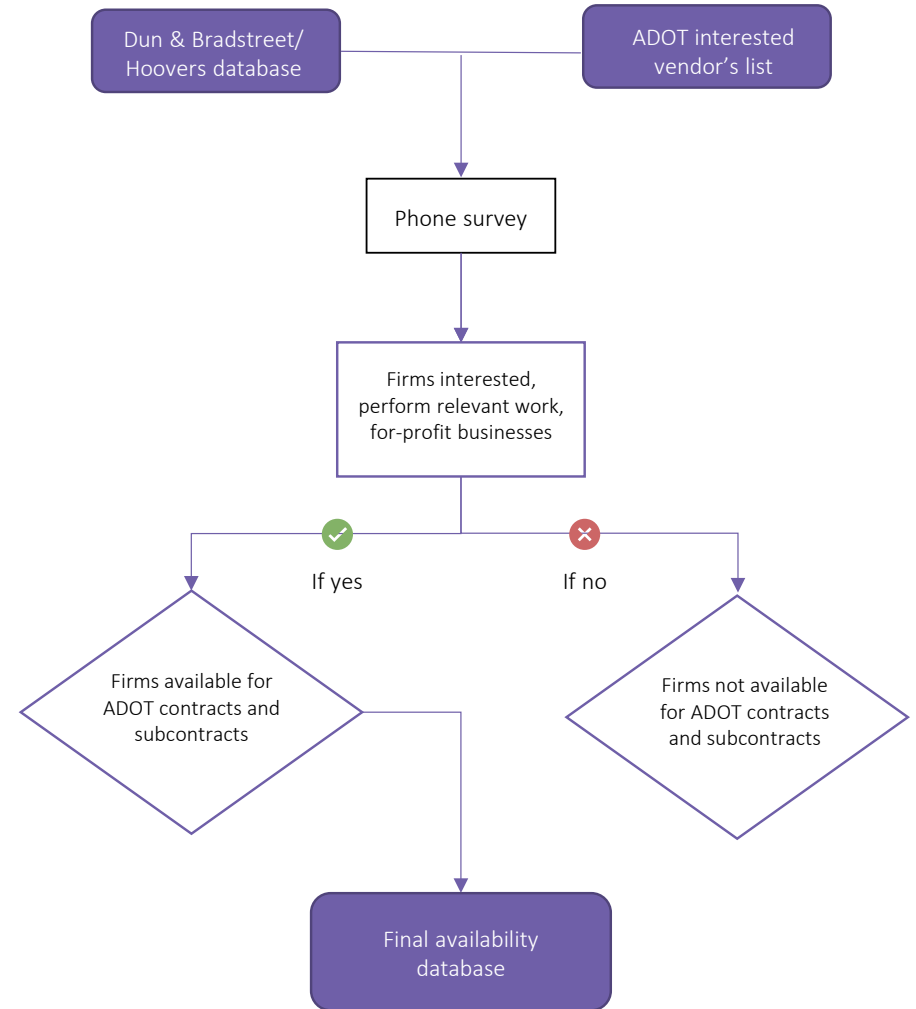 Dun & Bradstreet/
Hoovers database
ADOT interested
vendor’s list
Phone survey
Firms interested,
perform relevant work,
for-profit businesses
If yes
If no
Firms available for
ADOT contracts and
subcontracts
Firms not available
for ADOT contracts
and subcontracts
Final availability
database